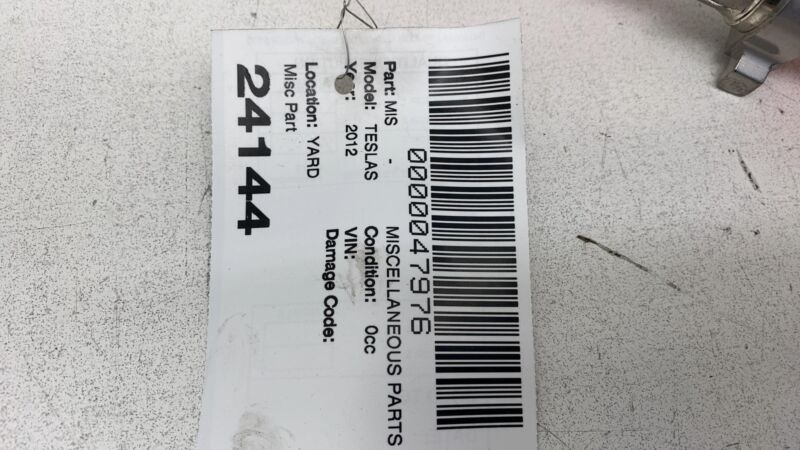 0000047976
Part: MIS - MISCELLANEOUS PARTS
Model: TESLAS Condition: 0cc
Year: 2012 VIN:
Damage Code:
Location: YARD
Misc Part
24144